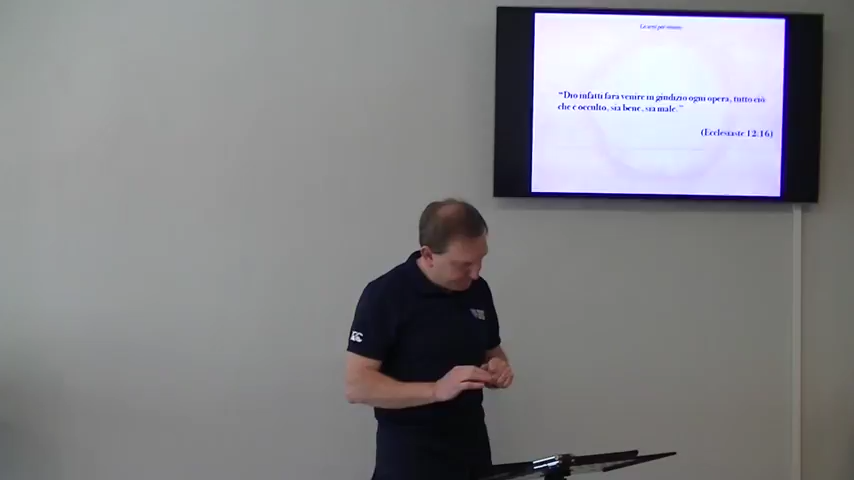 "Dio infatti farà venire in giudizio ogni opera, tutto ciò
che è occulto, sia bene, sia male."
(Ecclesiaste 12:16)